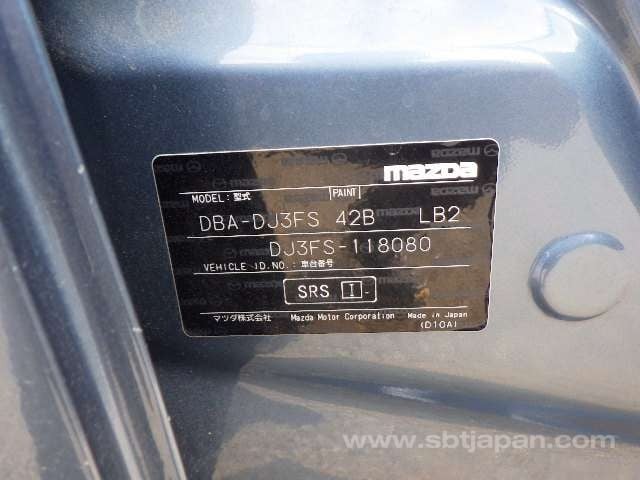 mazda
MODEL: 型式 PAINT
DBA-DJ3FS 42B LB2
DJ3FS-118080
VEHICLE ID.NO.: 車台番号
SRS I-
マツダ株式会社 Mazda Motor Corporation Made in Japan
(D10A)
www.sbtjapan.com